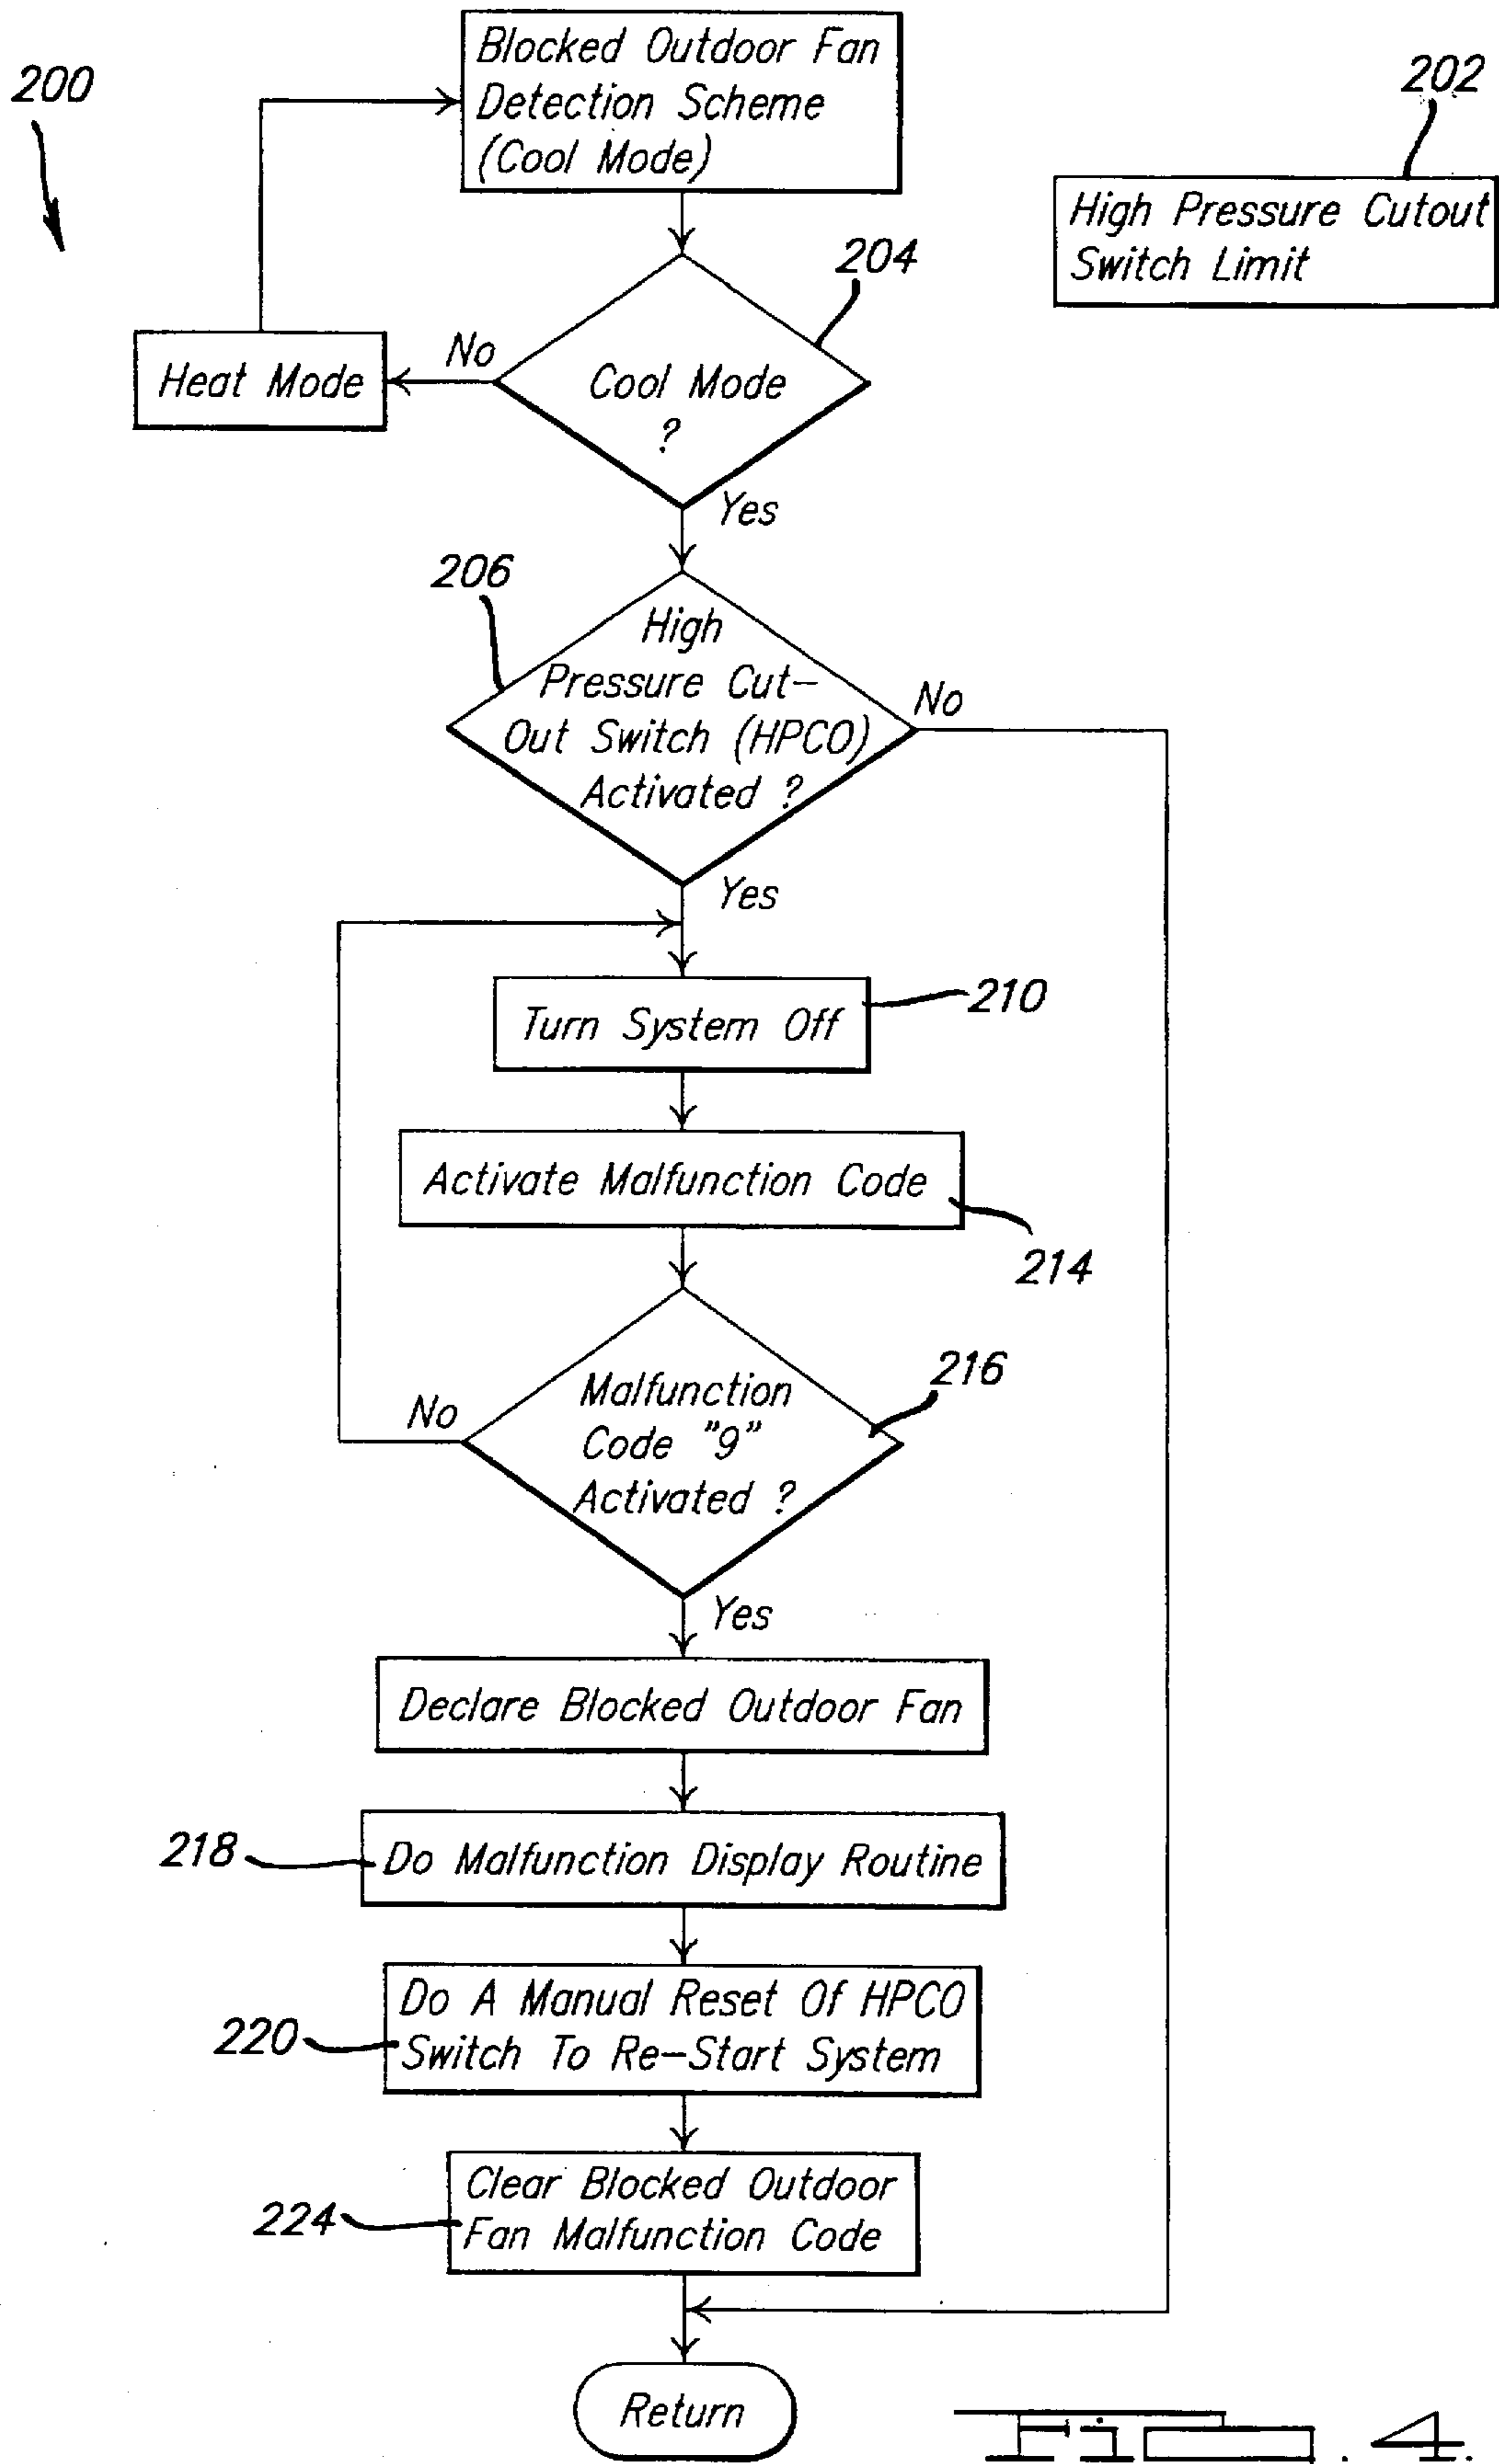 200
Blocked Outdoor Fan
Detection Scheme
(Cool Mode)
202
High Pressure Cutout
Switch Limit
204
Heat Mode
No
Cool Mode
?
Yes
206
High
Pressure Cut-
Out Switch (HPCO)
Activated ?
No
Yes
Turn System Off
210
Activate Malfunction Code
214
216
Malfunction
Code "9"
Activated ?
No
Yes
Declare Blocked Outdoor Fan
218
Do Malfunction Display Routine
220
Do A Manual Reset Of HPCO
Switch To Re-Start System
224
Clear Blocked Outdoor
Fan Malfunction Code
Return